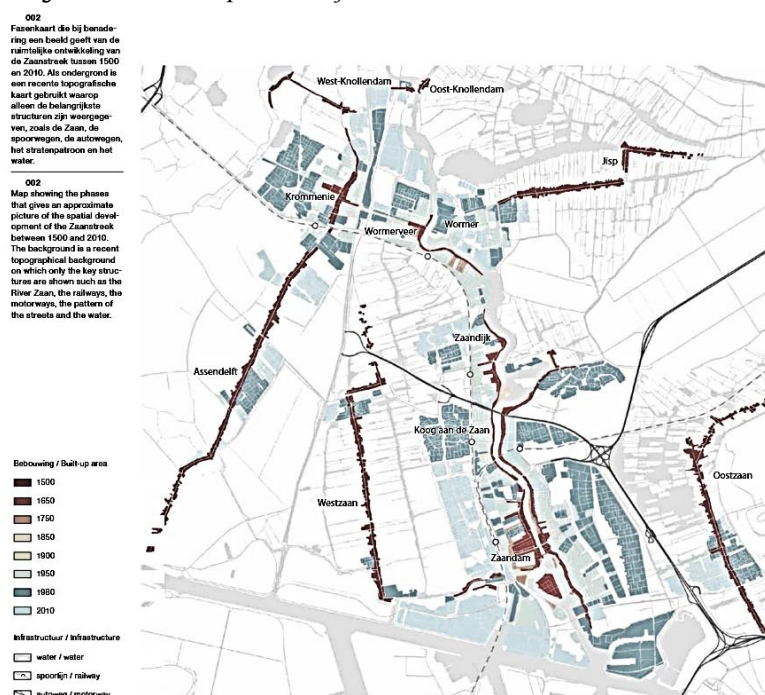 002
Fasenkaart die bij benade-
ring een beeld geeft van de
ruimtelijke ontwikkeling van
de Zaanstreek tussen 1500
en 2010. Als ondergrond is
een recente topografische
kaart gebruikt waarop
alleen de belangrijkste
structuren zijn weergege-
ven, zoals de Zaan, de
spoorwegen, de autowegen,
het stratenpatroon en het
water.
002
Map showing the phases
that gives an approximate
picture of the spatial devel-
opment of the Zaanstreek
between 1500 and 2010.
The background is a recent
topographical background
on which only the key struc-
tures are shown such as the
River Zaan, the railways, the
motorways, the pattern of
the streets and the water.
Bebouwing / Built-up area
1500
1650
1750
1850
1900
1950
1980
2010
Infrastructuur / Infrastructure
water / water
spoorlijn / railway
autoweg / motorway
West-Knollendam
Oost-Knollendam
Jisp
Krommenie
Wormerveer
Wormer
Zaandijk
Assendelft
Koog aan de Zaan
Westzaan
Oostzaan
Zaandam